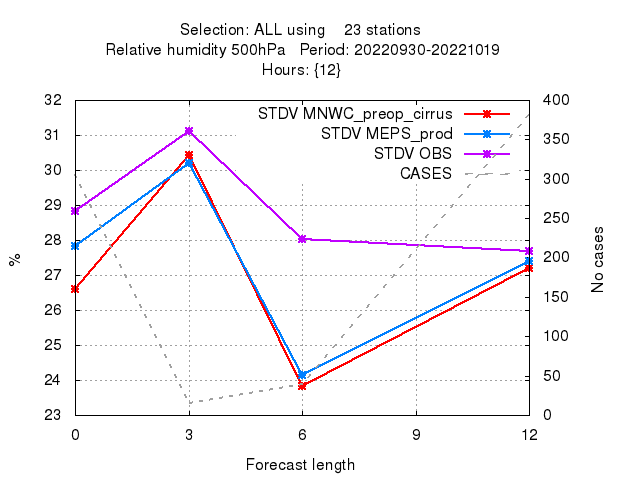 Selection: ALL using    23 stations
Relative humidity 500hPa   Period: 20220930-20221019
Hours: {12}
STDV MNWC_preop_cirrus
STDV MEPS_prod
STDV OBS
CASES
32
31
30
29
28
27
26
25
24
23
%
400
350
300
250
200
150
100
50
0
No cases
0 3 6 9 12
Forecast length